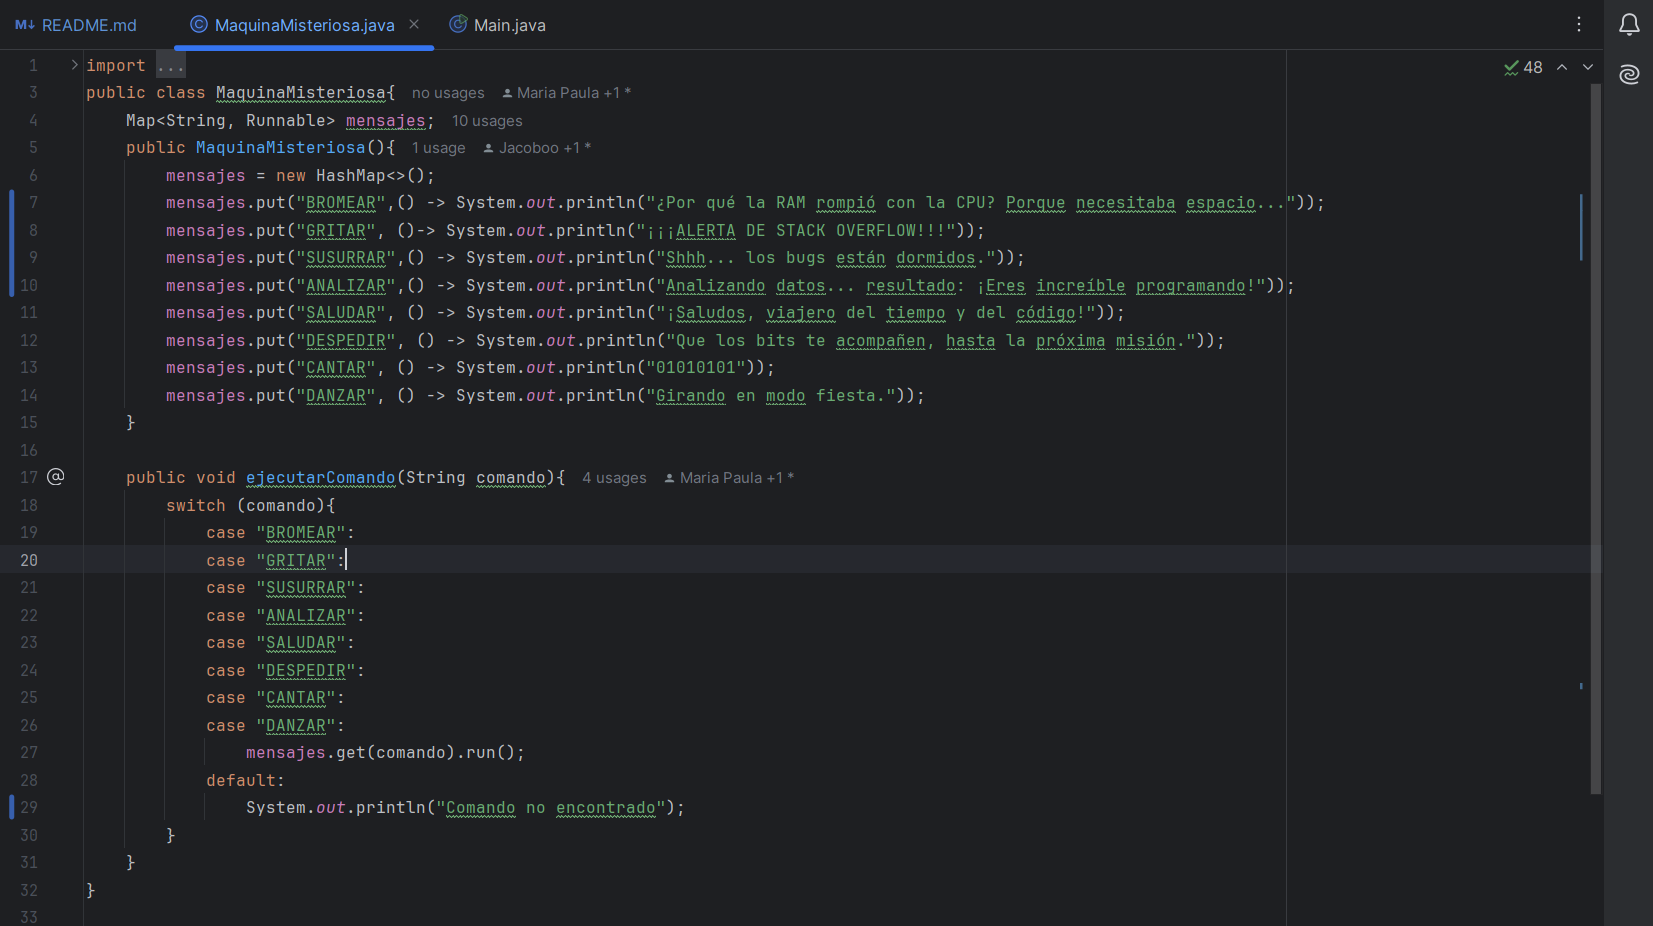 M↓ README.md MaquinaMisteriosa.java Main.java
1 import ... 48
3 public class MaquinaMisteriosa{ no usages Maria Paula +1 *
4 Map<String, Runnable> mensajes; 10 usages
5 public MaquinaMisteriosa(){ 1 usage Jacoboo +1 *
6 mensajes = new HashMap<>();
7 mensajes.put("BROMEAR",() -> System.out.println("¿Por qué la RAM rompió con la CPU? Porque necesitaba espacio..."));
8 mensajes.put("GRITAR", ()-> System.out.println("¡¡¡ALERTA DE STACK OVERFLOW!!!"));
9 mensajes.put("SUSURRAR",() -> System.out.println("Shhh... los bugs están dormidos."));
10 mensajes.put("ANALIZAR",() -> System.out.println("Analizando datos... resultado: ¡Eres increíble programando!"));
11 mensajes.put("SALUDAR", () -> System.out.println("¡Saludos, viajero del tiempo y del código!"));
12 mensajes.put("DESPEDIR", () -> System.out.println("Que los bits te acompañen, hasta la próxima misión."));
13 mensajes.put("CANTAR", () -> System.out.println("01010101"));
14 mensajes.put("DANZAR", () -> System.out.println("Girando en modo fiesta."));
15 }
16
17 public void ejecutarComando(String comando){ 4 usages Maria Paula +1 *
18 switch (comando){
19 case "BROMEAR":
20 case "GRITAR":
21 case "SUSURRAR":
22 case "ANALIZAR":
23 case "SALUDAR":
24 case "DESPEDIR":
25 case "CANTAR":
26 case "DANZAR":
27 mensajes.get(comando).run();
28 default:
29 System.out.println("Comando no encontrado");
30 }
31 }
32 }
33